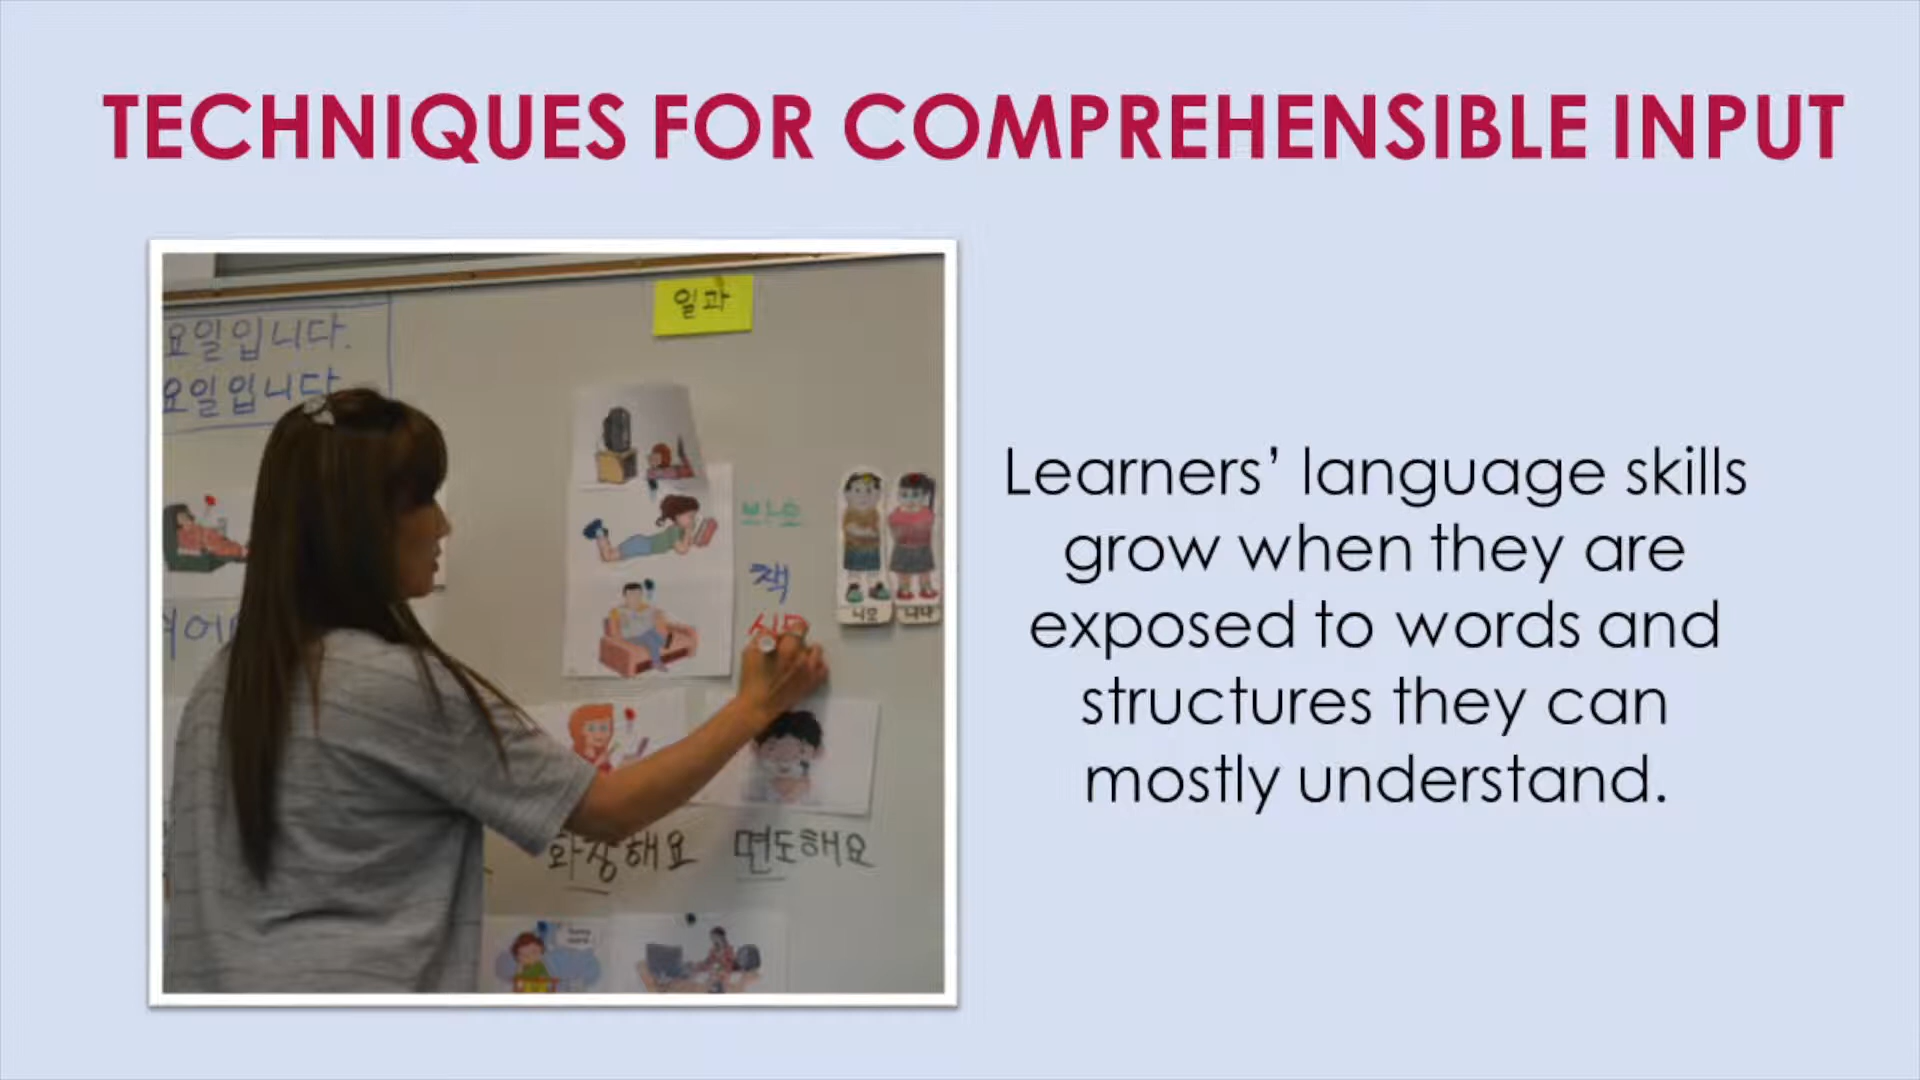 TECHNIQUES FOR COMPREHENSIBLE INPUT
일과
요일입니다.
요일입니다
책
화장해요 면도해요
Learners’ language skills
grow when they are
exposed to words and
structures they can
mostly understand.